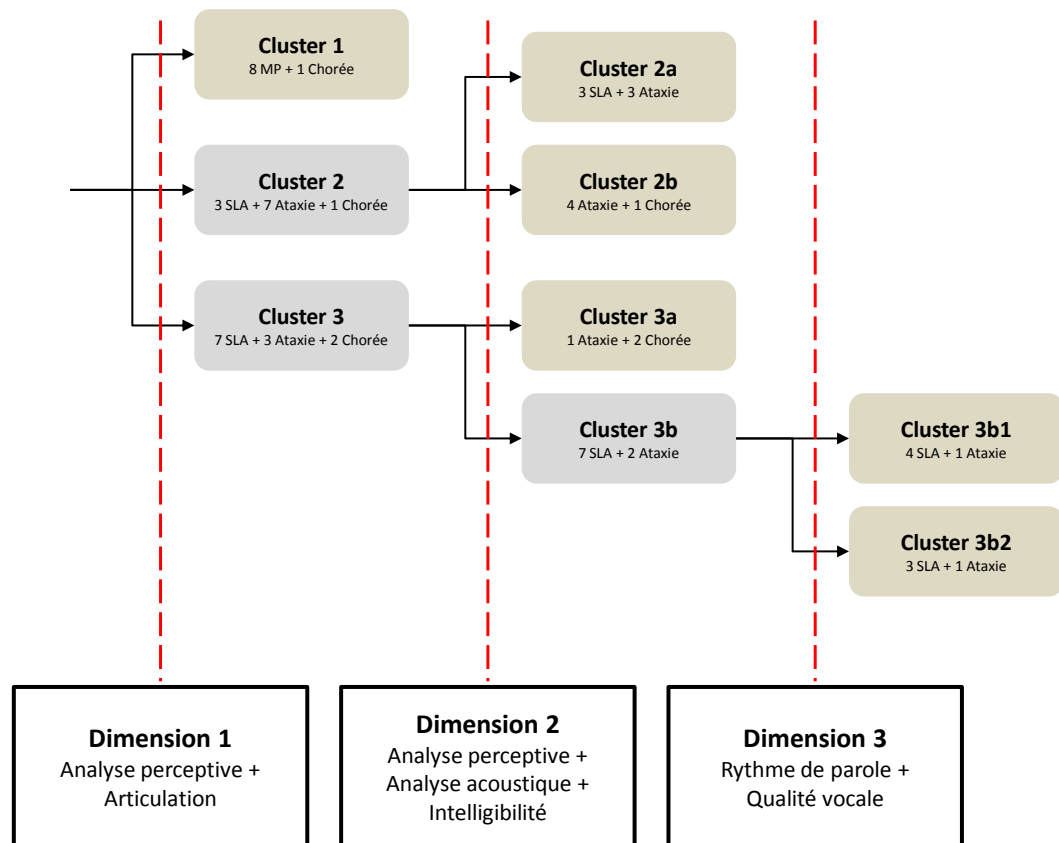 Cluster 1
8 MP + 1 Chorée
Cluster 2
3 SLA + 7 Ataxie + 1 Chorée
Cluster 3
7 SLA + 3 Ataxie + 2 Chorée
Cluster 2a
3 SLA + 3 Ataxie
Cluster 2b
4 Ataxie + 1 Chorée
Cluster 3a
1 Ataxie + 2 Chorée
Cluster 3b
7 SLA + 2 Ataxie
Cluster 3b1
4 SLA + 1 Ataxie
Cluster 3b2
3 SLA + 1 Ataxie
Dimension 1
Analyse perceptive +
Articulation
Dimension 2
Analyse perceptive +
Analyse acoustique +
Intelligibilité
Dimension 3
Rythme de parole +
Qualité vocale